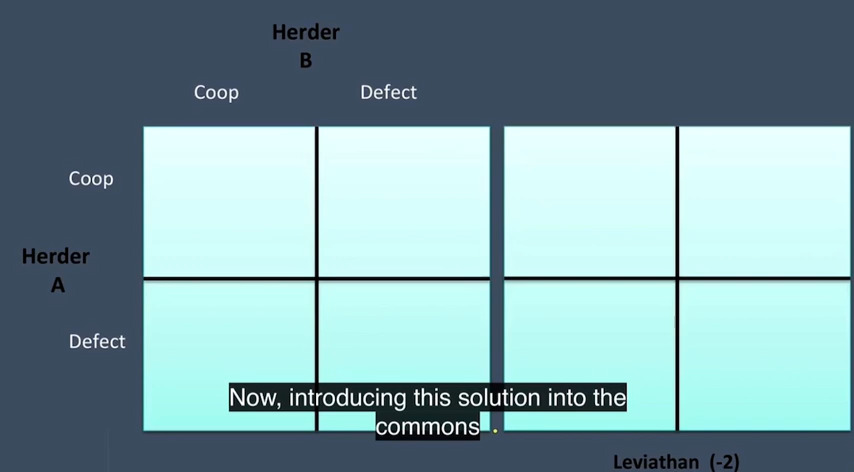 Herder
B
Coop
Defect
Coop
Herder
A
Defect
Now, introducing this solution into the
commons .
Leviathan (-2)